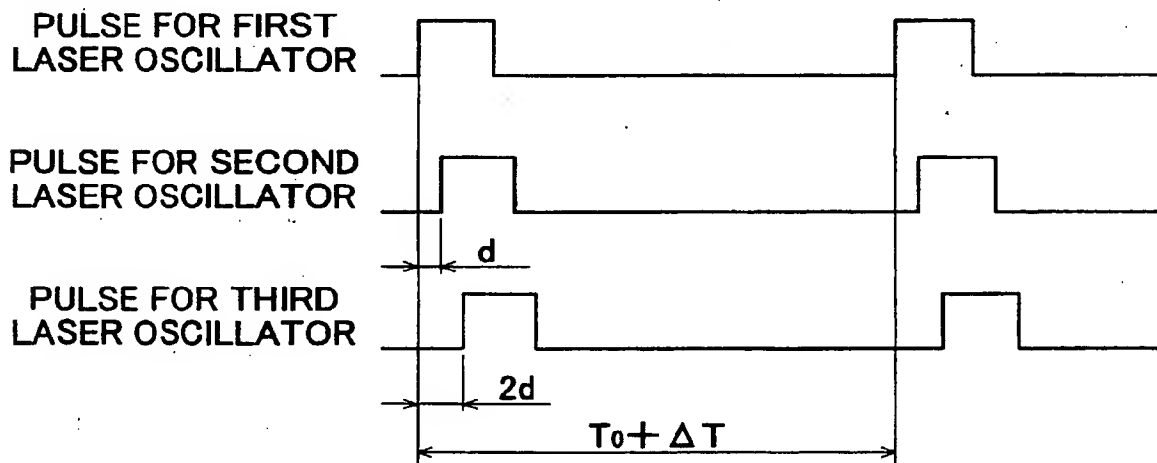 PULSE FOR FIRST
LASER OSCILLATOR
PULSE FOR SECOND
LASER OSCILLATOR
d
PULSE FOR THIRD
LASER OSCILLATOR
2d
T₀+ΔT